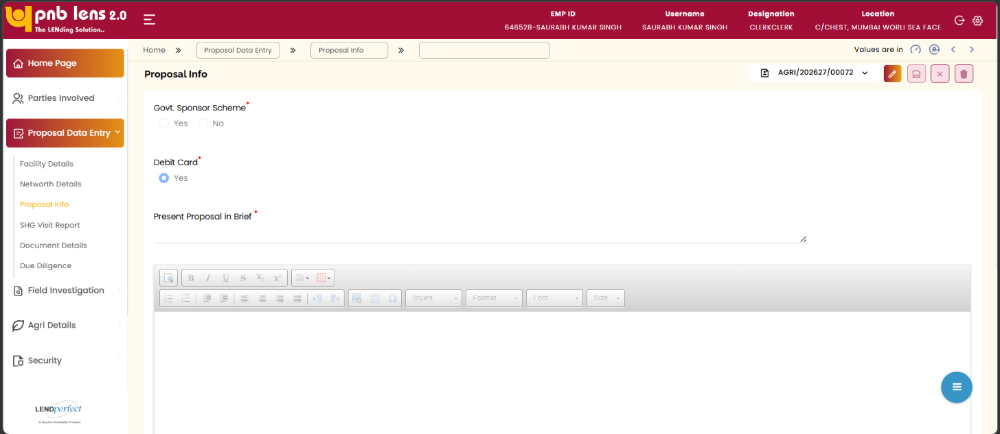 pnb lens 2.0
The LENding Solution..
EMP ID
646528-SAURABH KUMAR SINGH
Username
SAURABH KUMAR SINGH
Designation
CLERKCLERK
Location
C/CHEST, MUMBAI WORLI SEA FACE
Home » Proposal Data Entry » Proposal Info »
Values are in
Home Page
Parties Involved
Proposal Data Entry
Facility Details
Networth Details
Proposal Info
SHG Visit Report
Document Details
Due Diligence
Field Investigation
Agri Details
Security
LENDperfect
A Sysarc Infomatix Product
Proposal Info
AGRI/202627/00072
Govt. Sponsor Scheme*
Yes No
Debit Card*
Yes
Present Proposal in Brief *
B I U S X₂ X²
Styles Format Font Size